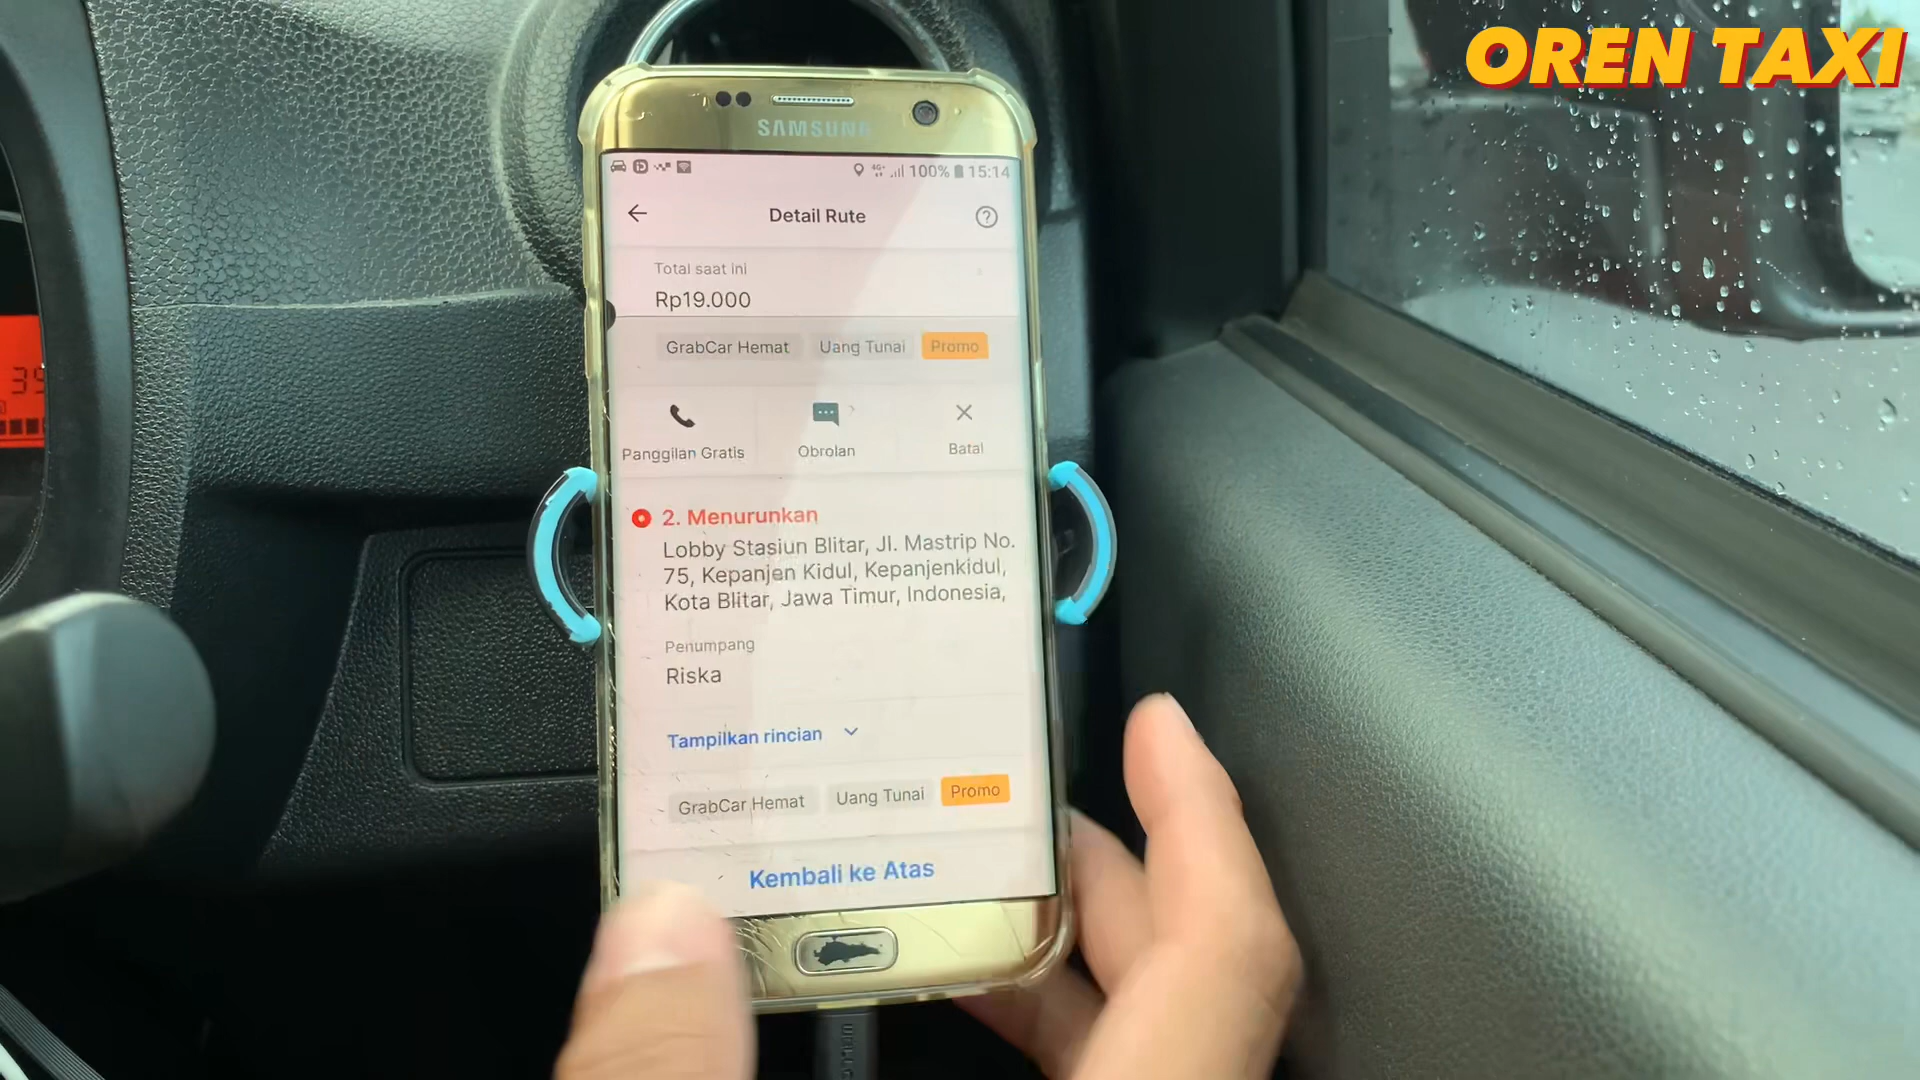 OREN TAXI
SAMSUNG
4G+ 100% 15:14
Detail Rute
Total saat ini
Rp19.000
GrabCar Hemat Uang Tunai Promo
Panggilan Gratis Obrolan Batal
2. Menurunkan
Lobby Stasiun Blitar, Jl. Mastrip No.
75, Kepanjen Kidul, Kepanjenkidul,
Kota Blitar, Jawa Timur, Indonesia,
Penumpang
Riska
Tampilkan rincian
GrabCar Hemat Uang Tunai Promo
Kembali ke Atas